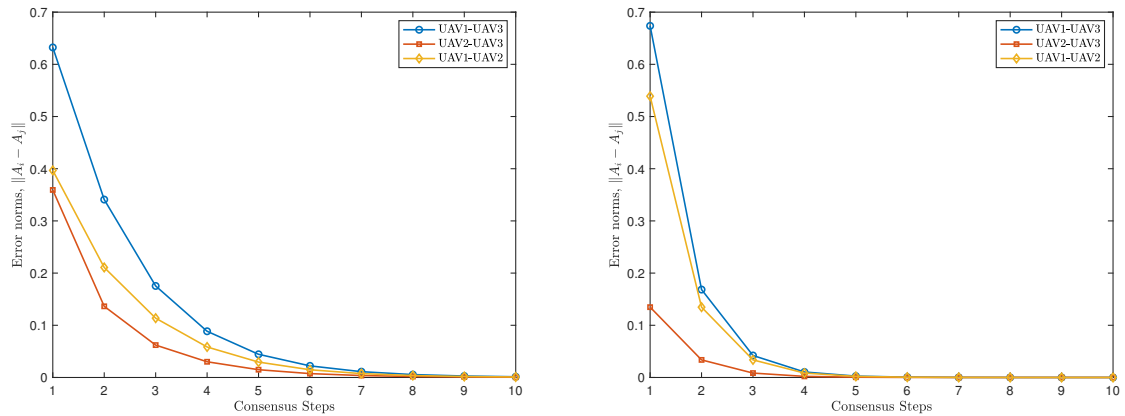 0.7
0.6
0.5
0.4
0.3
0.2
0.1
0
Error norms, ∥A_i − A_j∥
1 2 3 4 5 6 7 8 9 10
Consensus Steps
UAV1-UAV3
UAV2-UAV3
UAV1-UAV2
0.7
0.6
0.5
0.4
0.3
0.2
0.1
0
Error norms, ∥A_i − A_j∥
1 2 3 4 5 6 7 8 9 10
Consensus Steps
UAV1-UAV3
UAV2-UAV3
UAV1-UAV2